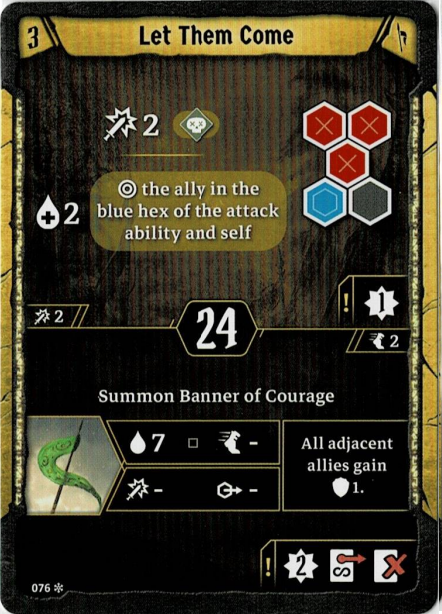 3
Let Them Come
2
2
the ally in the
blue hex of the attack
ability and self
! 1
2
24
2
Summon Banner of Courage
7
-
All adjacent
allies gain
1.
-
-
! 2
076